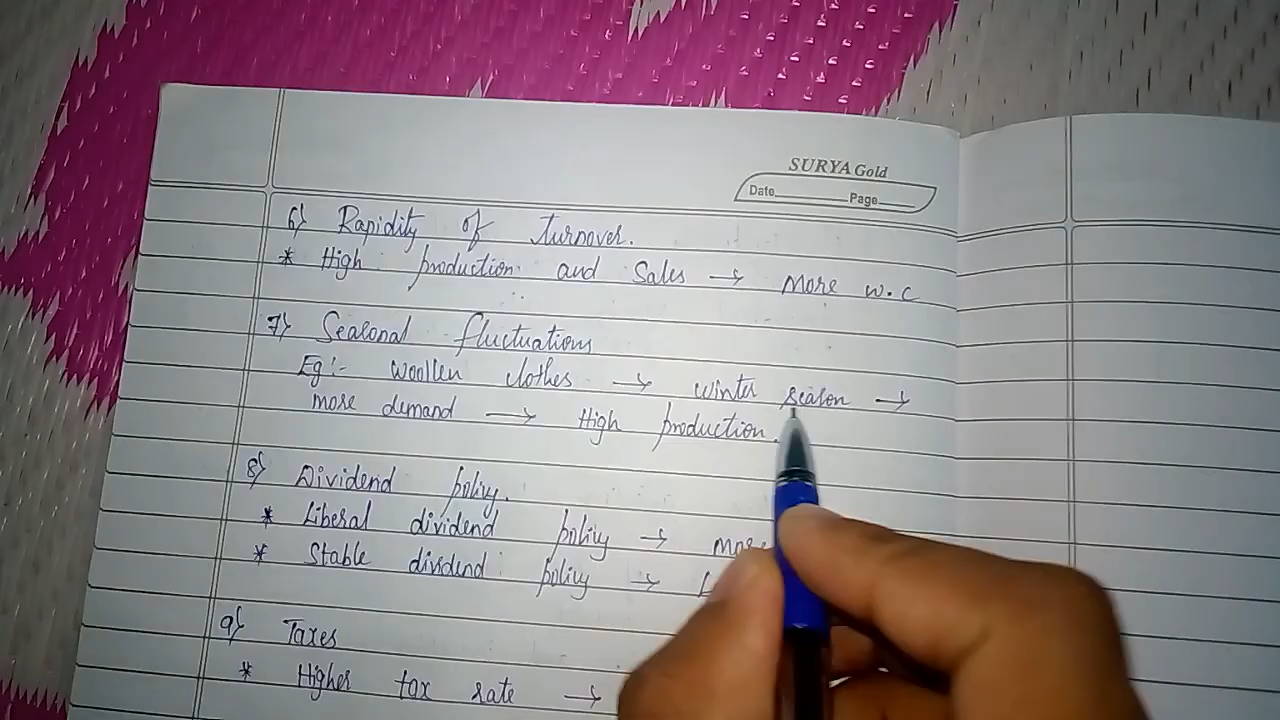 SURYA Gold
Date Page
6} Rapidity of turnover.
* High production and Sales → More w.c
7} Seasonal fluctuations
Eg:- woollen clothes → winter season →
more demand → High production.
8} Dividend policy.
* Liberal dividend policy → more
* Stable dividend policy →
9} Taxes
* Higher tax rate →